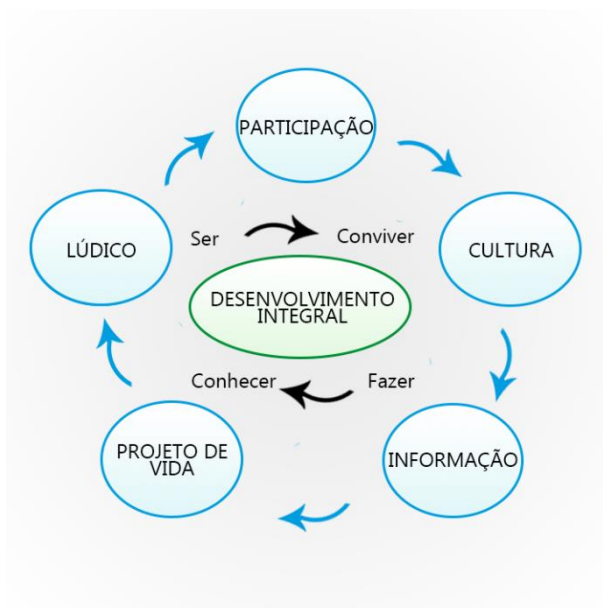 PARTICIPAÇÃO
LÚDICO
Ser
Conviver
CULTURA
DESENVOLVIMENTO
INTEGRAL
Conhecer
Fazer
PROJETO DE
VIDA
INFORMAÇÃO